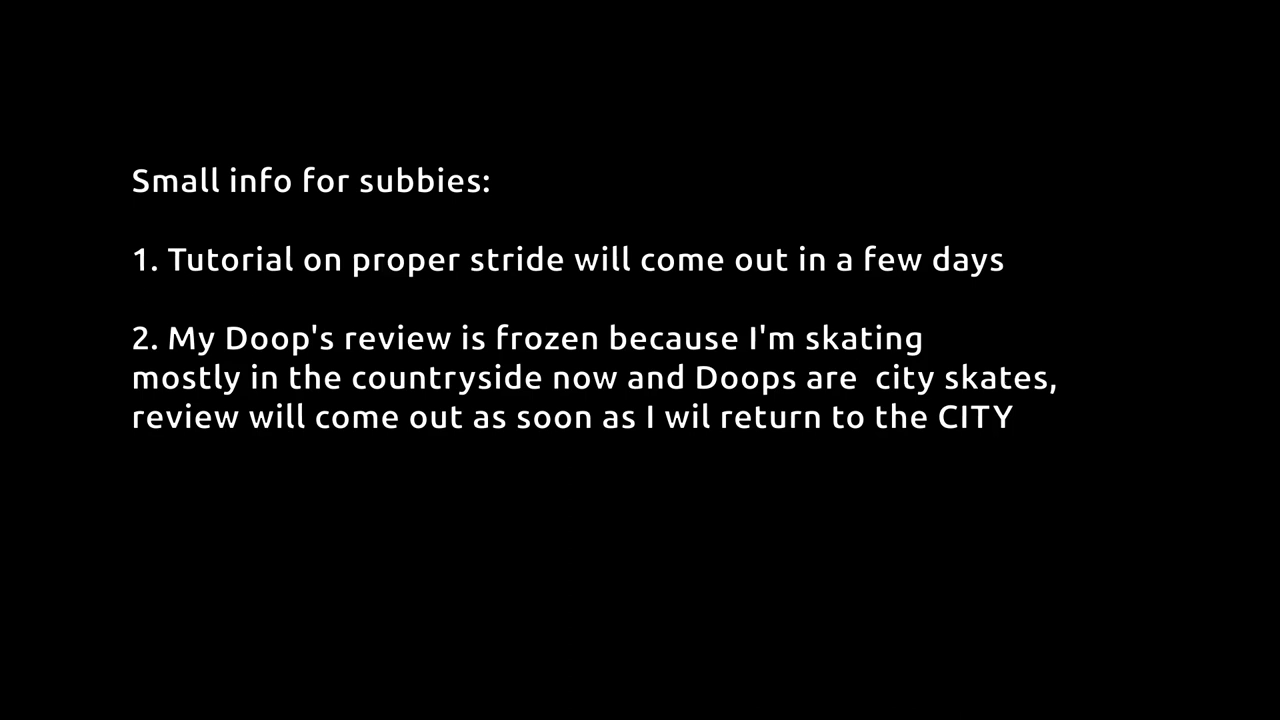 Small info for subbies:
1. Tutorial on proper stride will come out in a few days
2. My Doop's review is frozen because I'm skating
mostly in the countryside now and Doops are  city skates,
review will come out as soon as I wil return to the CITY